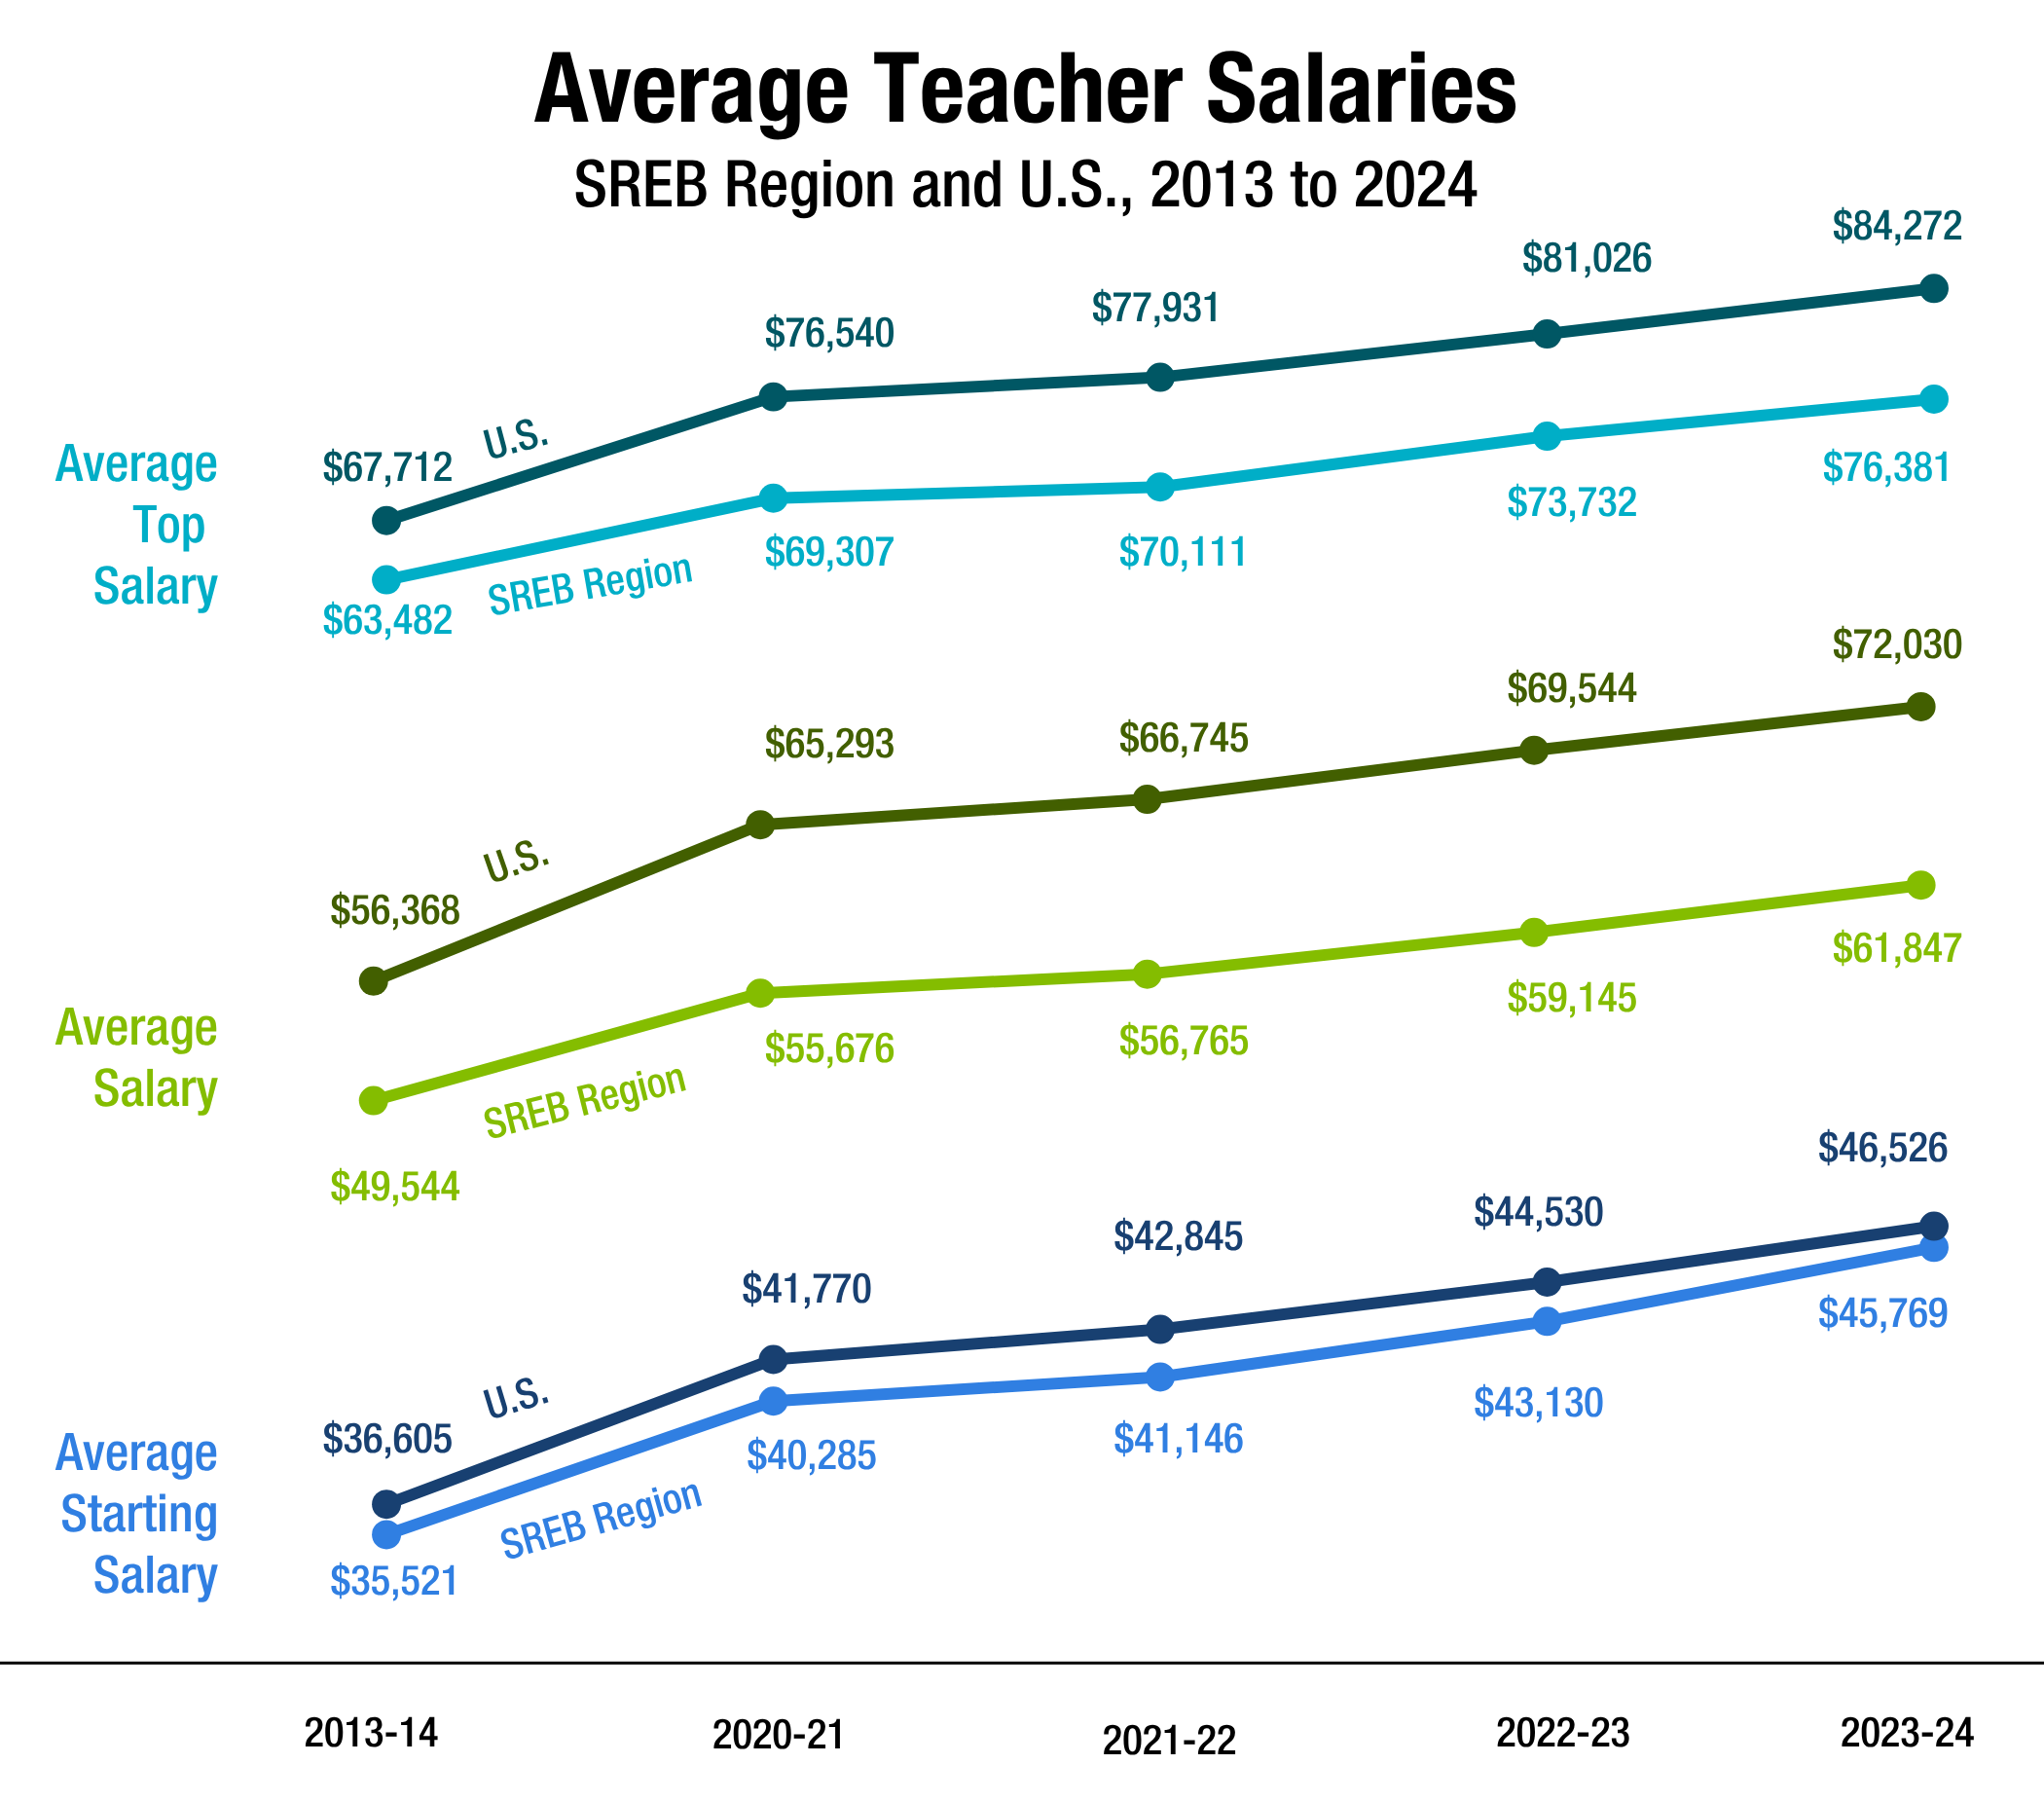 Average Teacher Salaries
SREB Region and U.S., 2013 to 2024
$84,272
$81,026
$77,931
$76,540
U.S.
$67,712
Average
Top
Salary
$76,381
$73,732
$70,111
$69,307
SREB Region
$63,482
$72,030
$69,544
$66,745
$65,293
U.S.
$56,368
Average
Salary
$61,847
$59,145
$56,765
$55,676
SREB Region
$49,544
$46,526
$44,530
$42,845
$41,770
U.S.
$36,605
Average
Starting
Salary
$45,769
$43,130
$41,146
$40,285
SREB Region
$35,521
2013-14
2020-21
2021-22
2022-23
2023-24